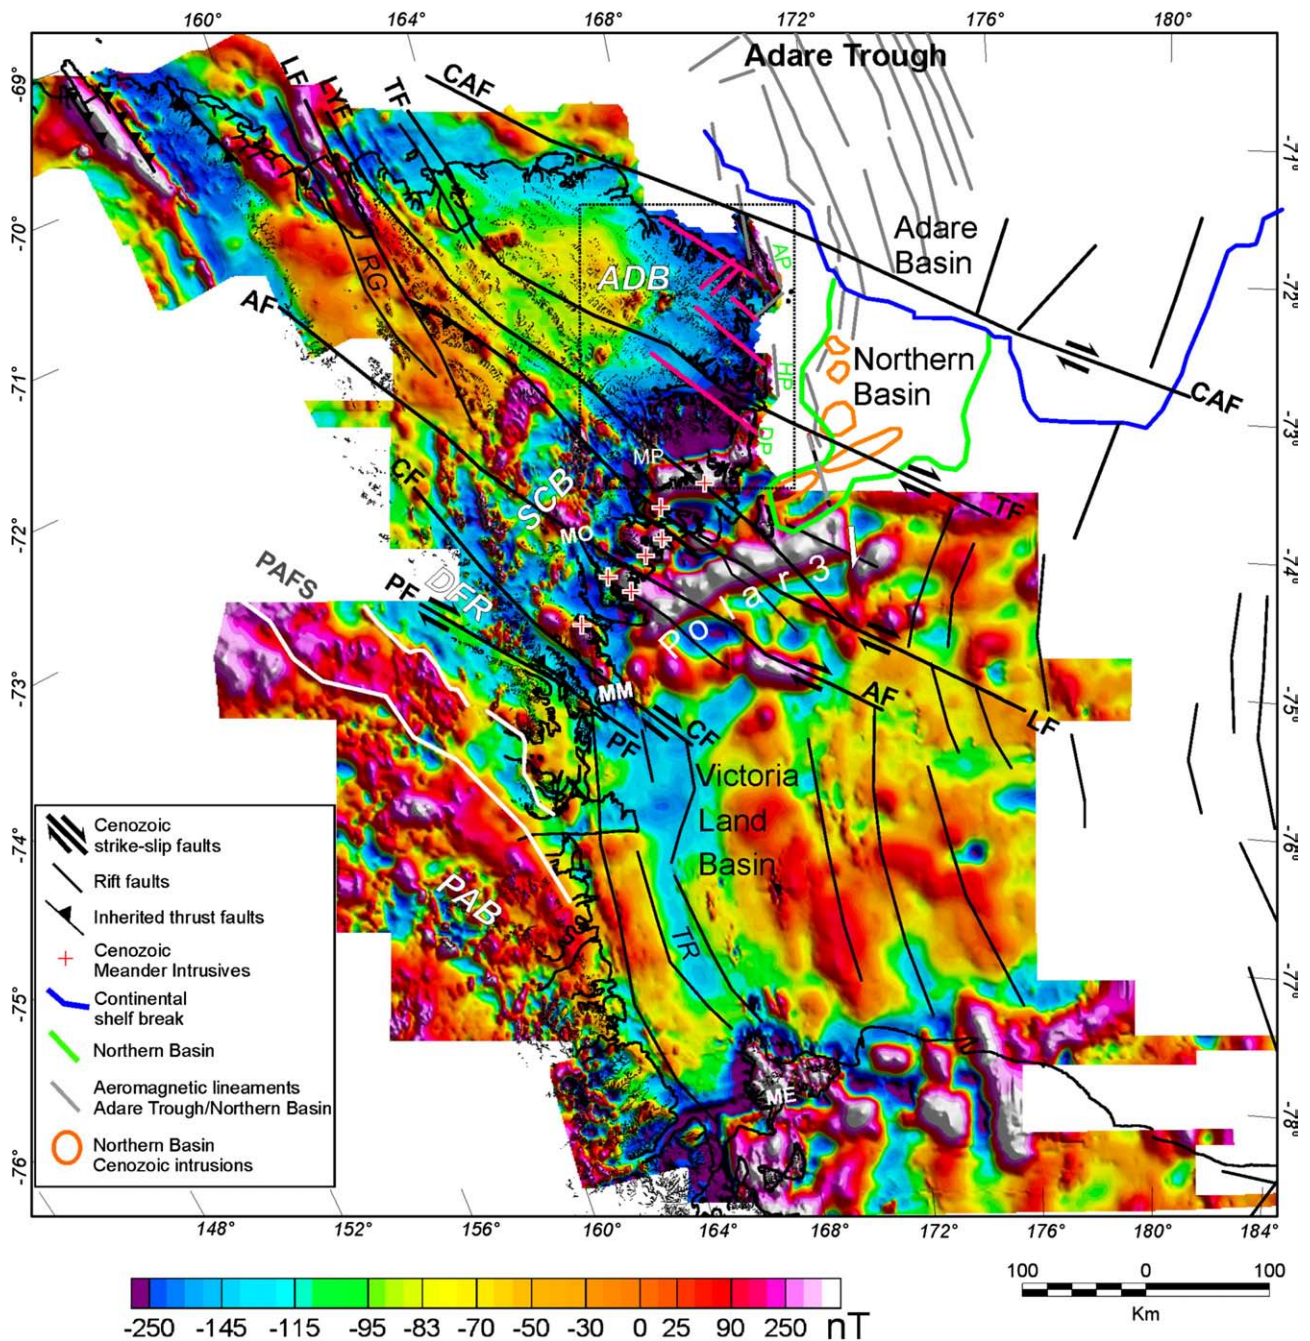 160° 164° 168° 172° 176° 180°
-69°
-70°
-71°
-72°
-73°
-74°
-75°
-76°
-71°
-72°
-73°
-74°
-75°
-76°
-77°
-78°
Adare Trough
LF
LYF
TF
CAF
Adare
Basin
AP
ADB
RG
AF
HP
Northern
Basin
CAF
DP
MP
CF
SCB
MO
TF
PAFS
DFR
PF
Polar3
AF
LF
MM
CF
PF
Victoria
Land
Basin
PAB
TR
ME
Cenozoic
strike-slip faults
Rift faults
Inherited thrust faults
Cenozoic
Meander Intrusives
Continental
shelf break
Northern Basin
Aeromagnetic lineaments
Adare Trough/Northern Basin
Northern Basin
Cenozoic intrusions
148° 152° 156° 160° 164° 168° 172° 176° 180° 184°
-250 -145 -115 -95 -83 -70 -50 -30 0 25 90 250 nT
100 0 100
Km